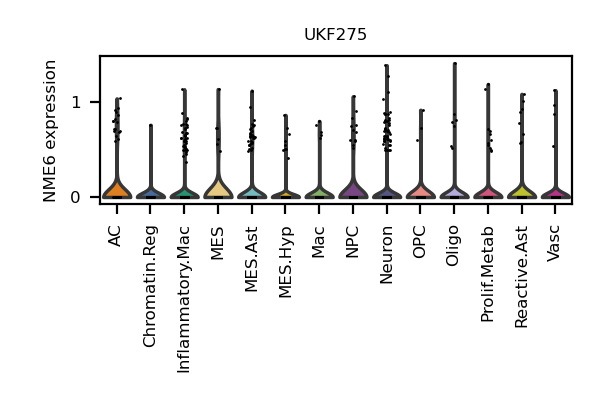 UKF275
NME6 expression
1
0
AC
Chromatin.Reg
Inflammatory.Mac
MES
MES.Ast
MES.Hyp
Mac
NPC
Neuron
OPC
Oligo
Prolif.Metab
Reactive.Ast
Vasc